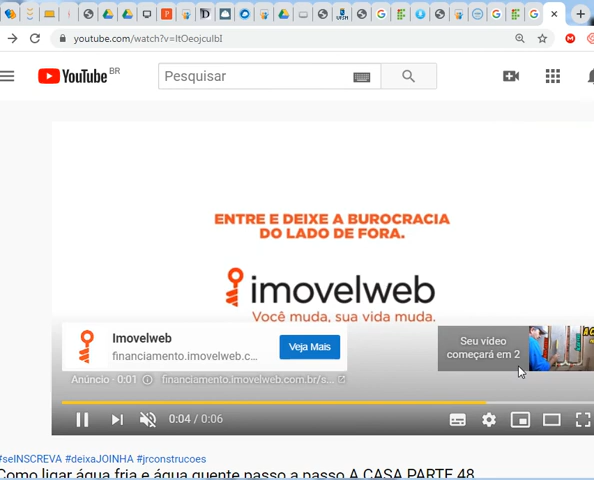 youtube.com/watch?v=ItOeojculbI
YouTube BR
Pesquisar
ENTRE E DEIXE A BUROCRACIA
DO LADO DE FORA.
imovelweb
Você muda, sua vida muda.
Imovelweb
financiamento.imovelweb.c...
Veja Mais
Seu vídeo
começará em 2
Anúncio · 0:01
financiamento.imovelweb.com.br/s...
0:04 / 0:06
#seINSCREVA #deixaJOINHA #jrconstrucoes
Como ligar água fria e água quente passo a passo A CASA PARTE 48